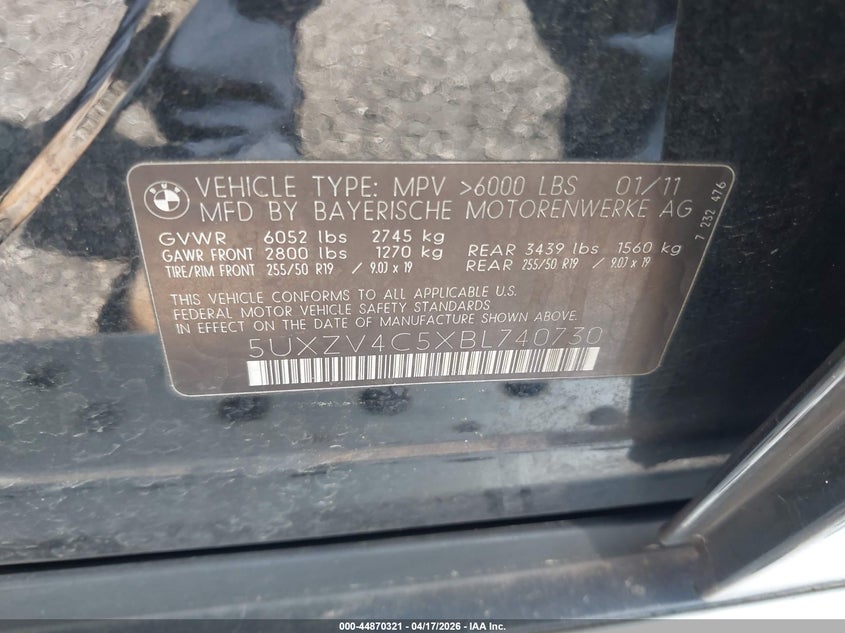 BMW
VEHICLE TYPE: MPV >6000 LBS 01/11
MFD BY BAYERISCHE MOTORENWERKE AG
GVWR 6052 lbs 2745 kg
GAWR FRONT 2800 lbs 1270 kg REAR 3439 lbs 1560 kg
TIRE/RIM FRONT 255/50 R19 / 9.0J x 19 REAR 255/50 R19 / 9.0J x 19
THIS VEHICLE CONFORMS TO ALL APPLICABLE U.S.
FEDERAL MOTOR VEHICLE SAFETY STANDARDS
IN EFFECT ON THE DATE OF MANUFACTURE SHOWN ABOVE.
5UXZV4C5XBL740730
7 232 476
000-44870321 - 04/17/2026 - IAA Inc.